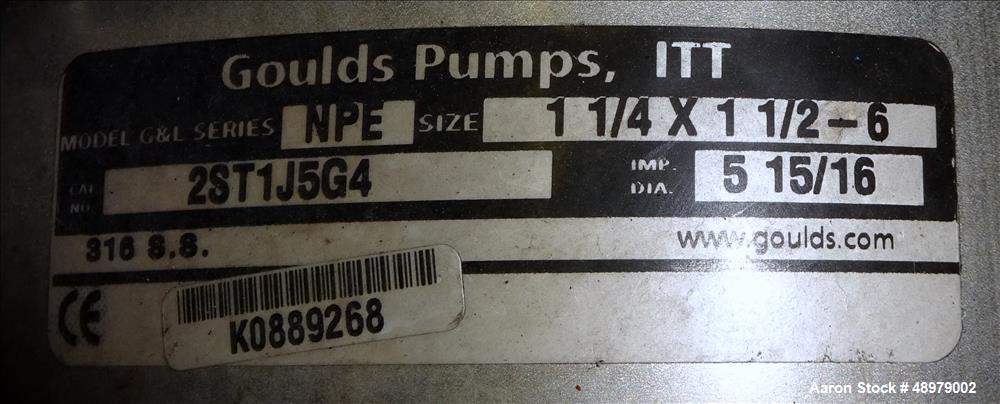 Goulds Pumps, ITT
MODEL G&L SERIES NPE SIZE 1 1/4 X 1 1/2-6
CAT. NO. 2ST1J5G4 IMP. DIA. 5 15/16
316 S.S. www.goulds.com
CE
K0889268
Aaron Stock # 48979002